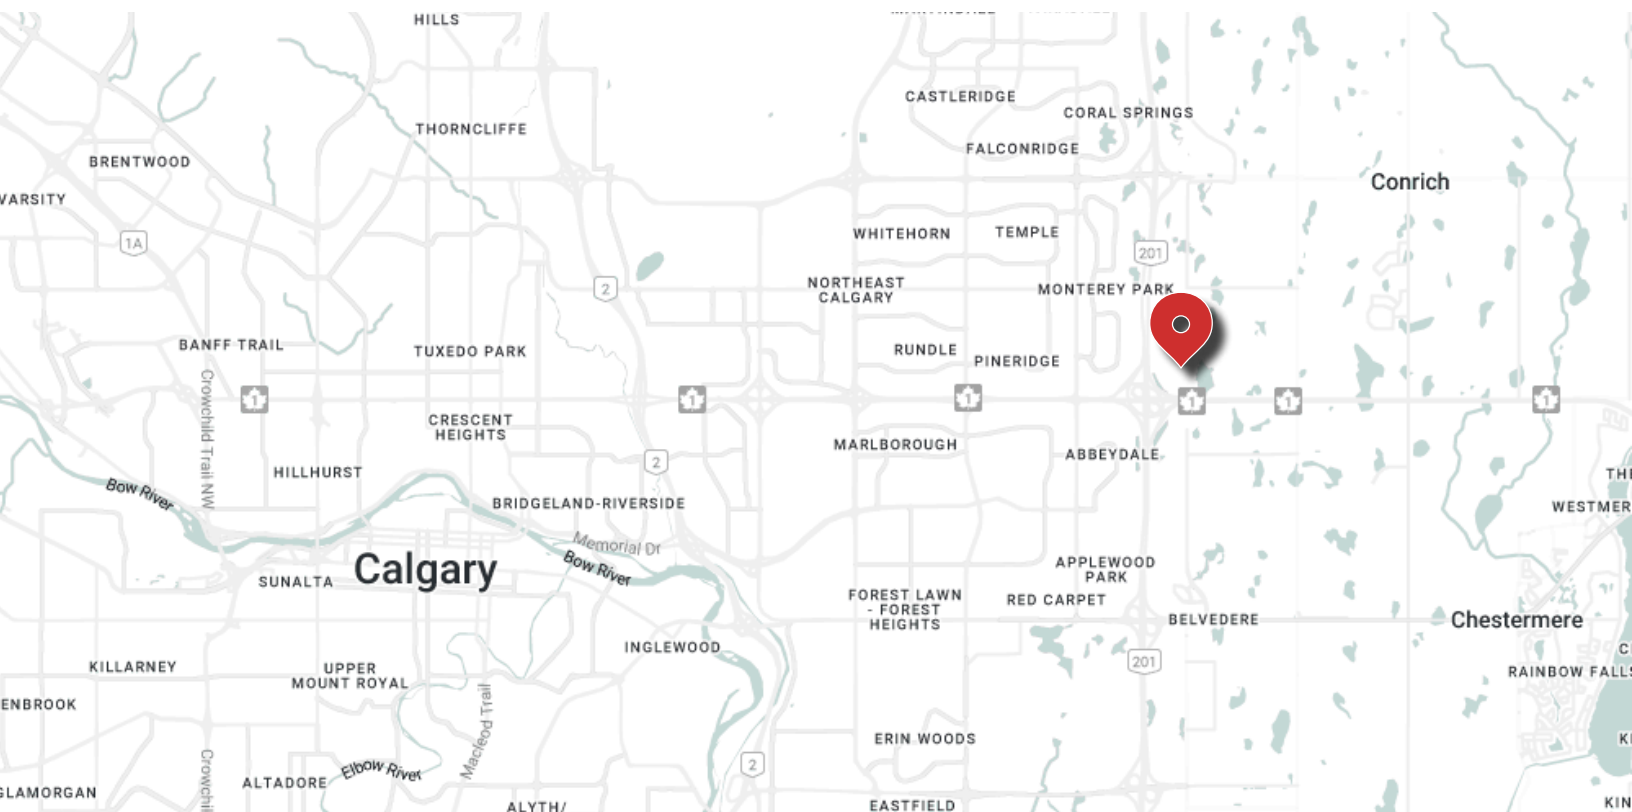 HILLS
CASTLERIDGE
CORAL SPRINGS
THORNCLIFFE
FALCONRIDGE
BRENTWOOD
Conrich
VARSITY
WHITEHORN
TEMPLE
1A
201
NORTHEAST
CALGARY
2
MONTEREY PARK
BANFF TRAIL
TUXEDO PARK
RUNDLE
PINERIDGE
Crowchild Trail NW
1
1
1
1
1
1
CRESCENT
HEIGHTS
MARLBOROUGH
ABBEYDALE
2
HILLHURST
THE
Bow River
BRIDGELAND-RIVERSIDE
WESTMER
Memorial Dr
Calgary
Bow River
APPLEWOOD
PARK
SUNALTA
FOREST LAWN
- FOREST
HEIGHTS
RED CARPET
BELVEDERE
Chestermere
INGLEWOOD
C
KILLARNEY
UPPER
MOUNT ROYAL
201
RAINBOW FALLS
ENBROOK
Macleod Trail
ERIN WOODS
K
Crowchil
2
Elbow River
ALTADORE
GLAMORGAN
ALYTH/
EASTFIELD
KIN